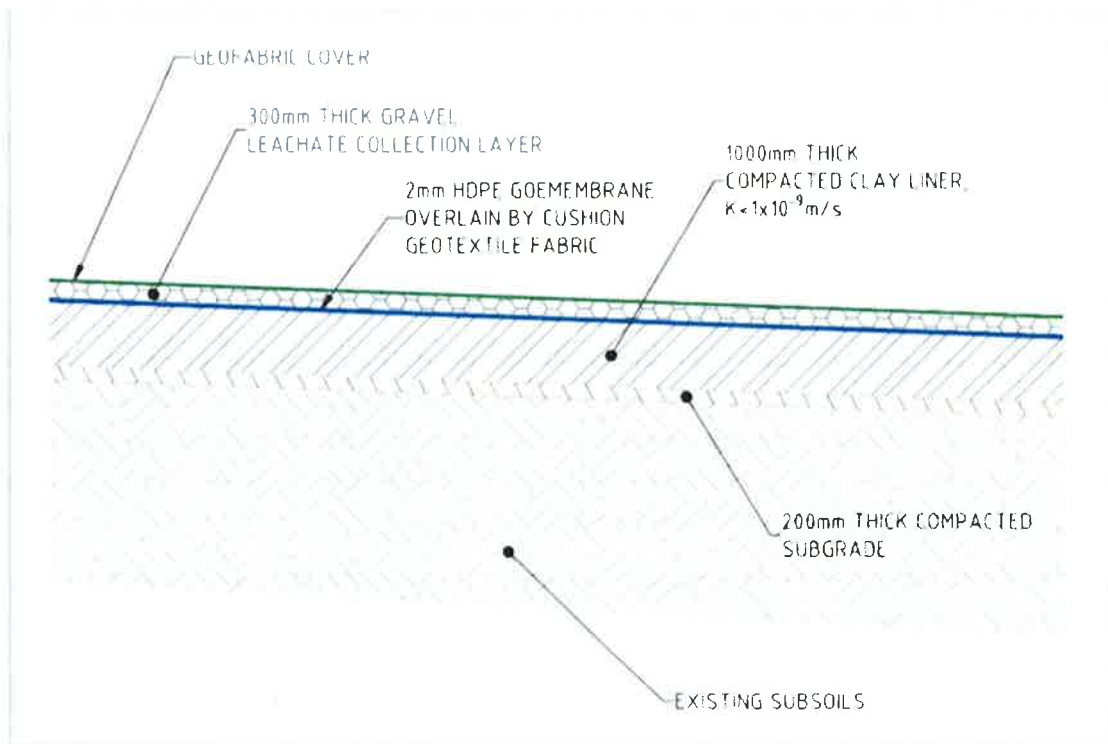 GEOFABRIC COVER
300mm THICK GRAVEL
LEACHATE COLLECTION LAYER
2mm HDPE GOEMEMBRANE
OVERLAIN BY CUSHION
GEOTEXTILE FABRIC
1000mm THICK
COMPACTED CLAY LINER,
K<1x10⁻⁹m/s
200mm THICK COMPACTED
SUBGRADE
EXISTING SUBSOILS